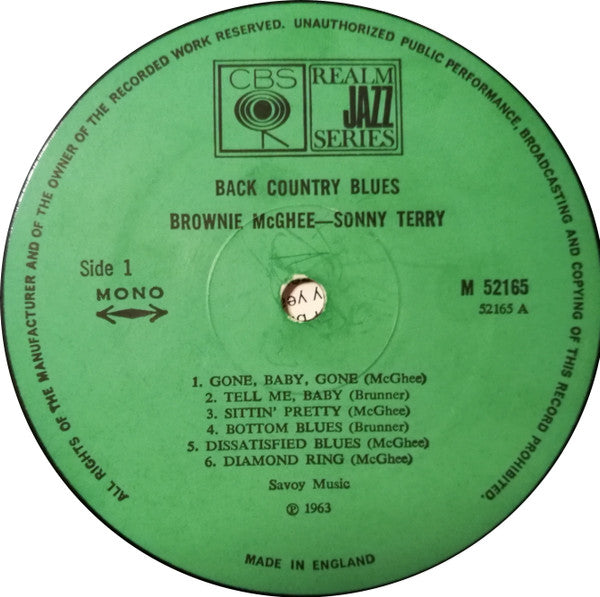 ALL RIGHTS OF THE MANUFACTURER AND OF THE OWNER OF THE RECORDED WORK RESERVED. UNAUTHORIZED PUBLIC PERFORMANCE, BROADCASTING AND COPYING OF THIS RECORD PROHIBITED.
CBS
REALM
JAZZ
SERIES
BACK COUNTRY BLUES
BROWNIE McGHEE—SONNY TERRY
Side 1
MONO
M 52165
52165 A
1. GONE, BABY, GONE (McGhee)
2. TELL ME, BABY (Brunner)
3. SITTIN' PRETTY (McGhee)
4. BOTTOM BLUES (Brunner)
5. DISSATISFIED BLUES (McGhee)
6. DIAMOND RING (McGhee)
Savoy Music
℗ 1963
MADE IN ENGLAND